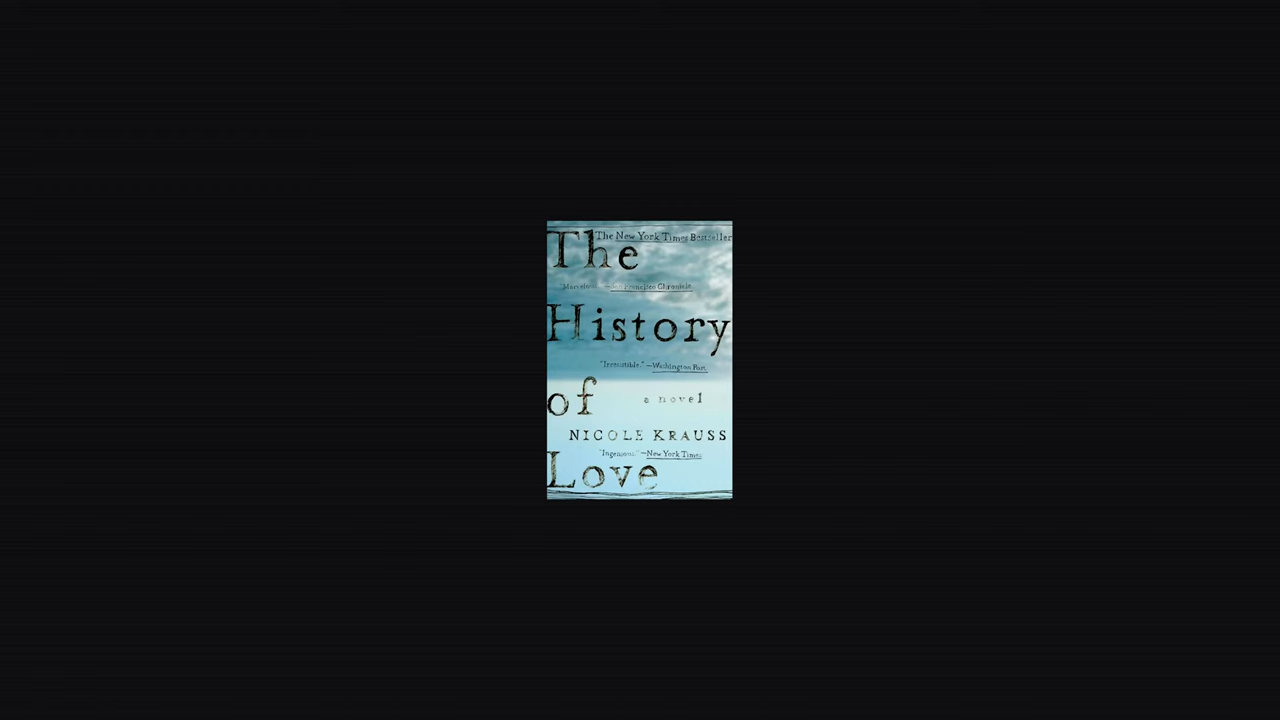 The New York Times Bestseller
The
"Marvelous." —San Francisco Chronicle
History
"Irresistible." —Washington Post
of
a novel
NICOLE KRAUSS
"Ingenious." —New York Times
Love